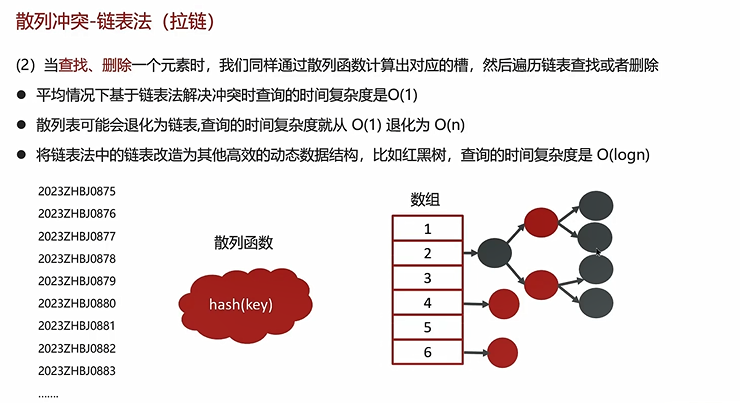 散列冲突-链表法（拉链）
(2）当查找、删除一个元素时，我们同样通过散列函数计算出对应的槽，然后遍历链表查找或者删除
● 平均情况下基于链表法解决冲突时查询的时间复杂度是O(1)
● 散列表可能会退化为链表,查询的时间复杂度就从 O(1) 退化为 O(n)
● 将链表法中的链表改造为其他高效的动态数据结构，比如红黑树，查询的时间复杂度是 O(logn)
2023ZHBJ0875
2023ZHBJ0876
2023ZHBJ0877
2023ZHBJ0878
2023ZHBJ0879
2023ZHBJ0880
2023ZHBJ0881
2023ZHBJ0882
2023ZHBJ0883
.......
散列函数
hash(key)
数组
1
2
3
4
5
6